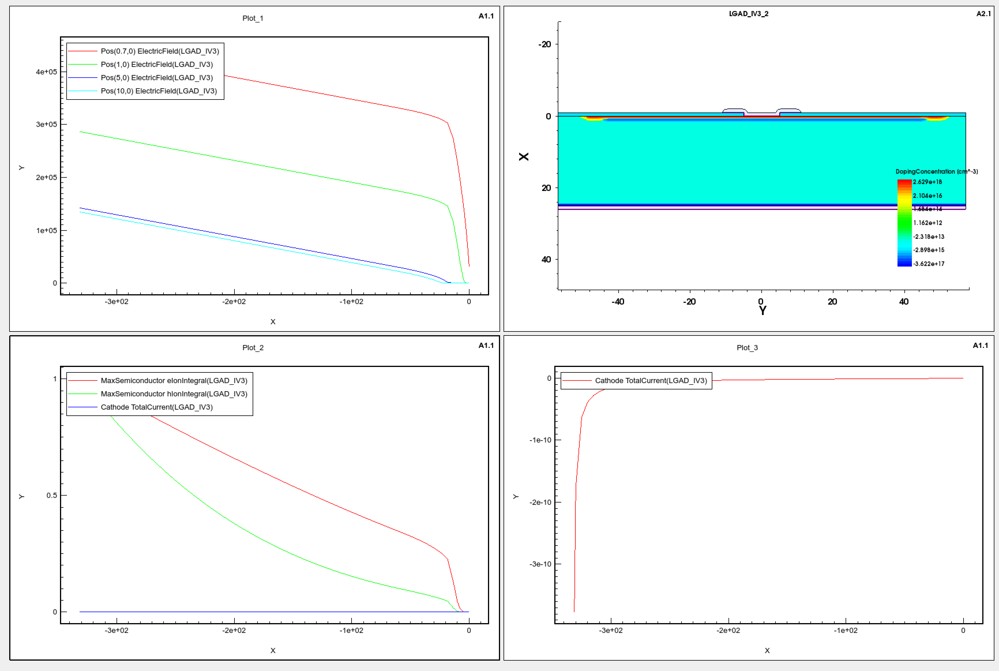 Plot_1
A1.1
Pos(0.7,0) ElectricField(LGAD_IV3)
Pos(1,0) ElectricField(LGAD_IV3)
Pos(5,0) ElectricField(LGAD_IV3)
Pos(10,0) ElectricField(LGAD_IV3)
4e+05
3e+05
2e+05
1e+05
0
Y
-3e+02
-2e+02
-1e+02
0
X
LGAD_IV3_2
A2.1
-20
0
20
40
X
DopingConcentration (cm^-3)
2.629e+18
2.104e+16
1.684e+14
1.162e+12
-2.318e+13
-2.898e+15
-3.622e+17
-40
-20
0
20
40
Y
Plot_2
A1.1
MaxSemiconductor eIonIntegral(LGAD_IV3)
MaxSemiconductor hIonIntegral(LGAD_IV3)
Cathode TotalCurrent(LGAD_IV3)
1
0.5
0
Y
-3e+02
-2e+02
-1e+02
0
X
Plot_3
A1.1
Cathode TotalCurrent(LGAD_IV3)
0
-1e-10
-2e-10
-3e-10
Y
-3e+02
-2e+02
-1e+02
0
X